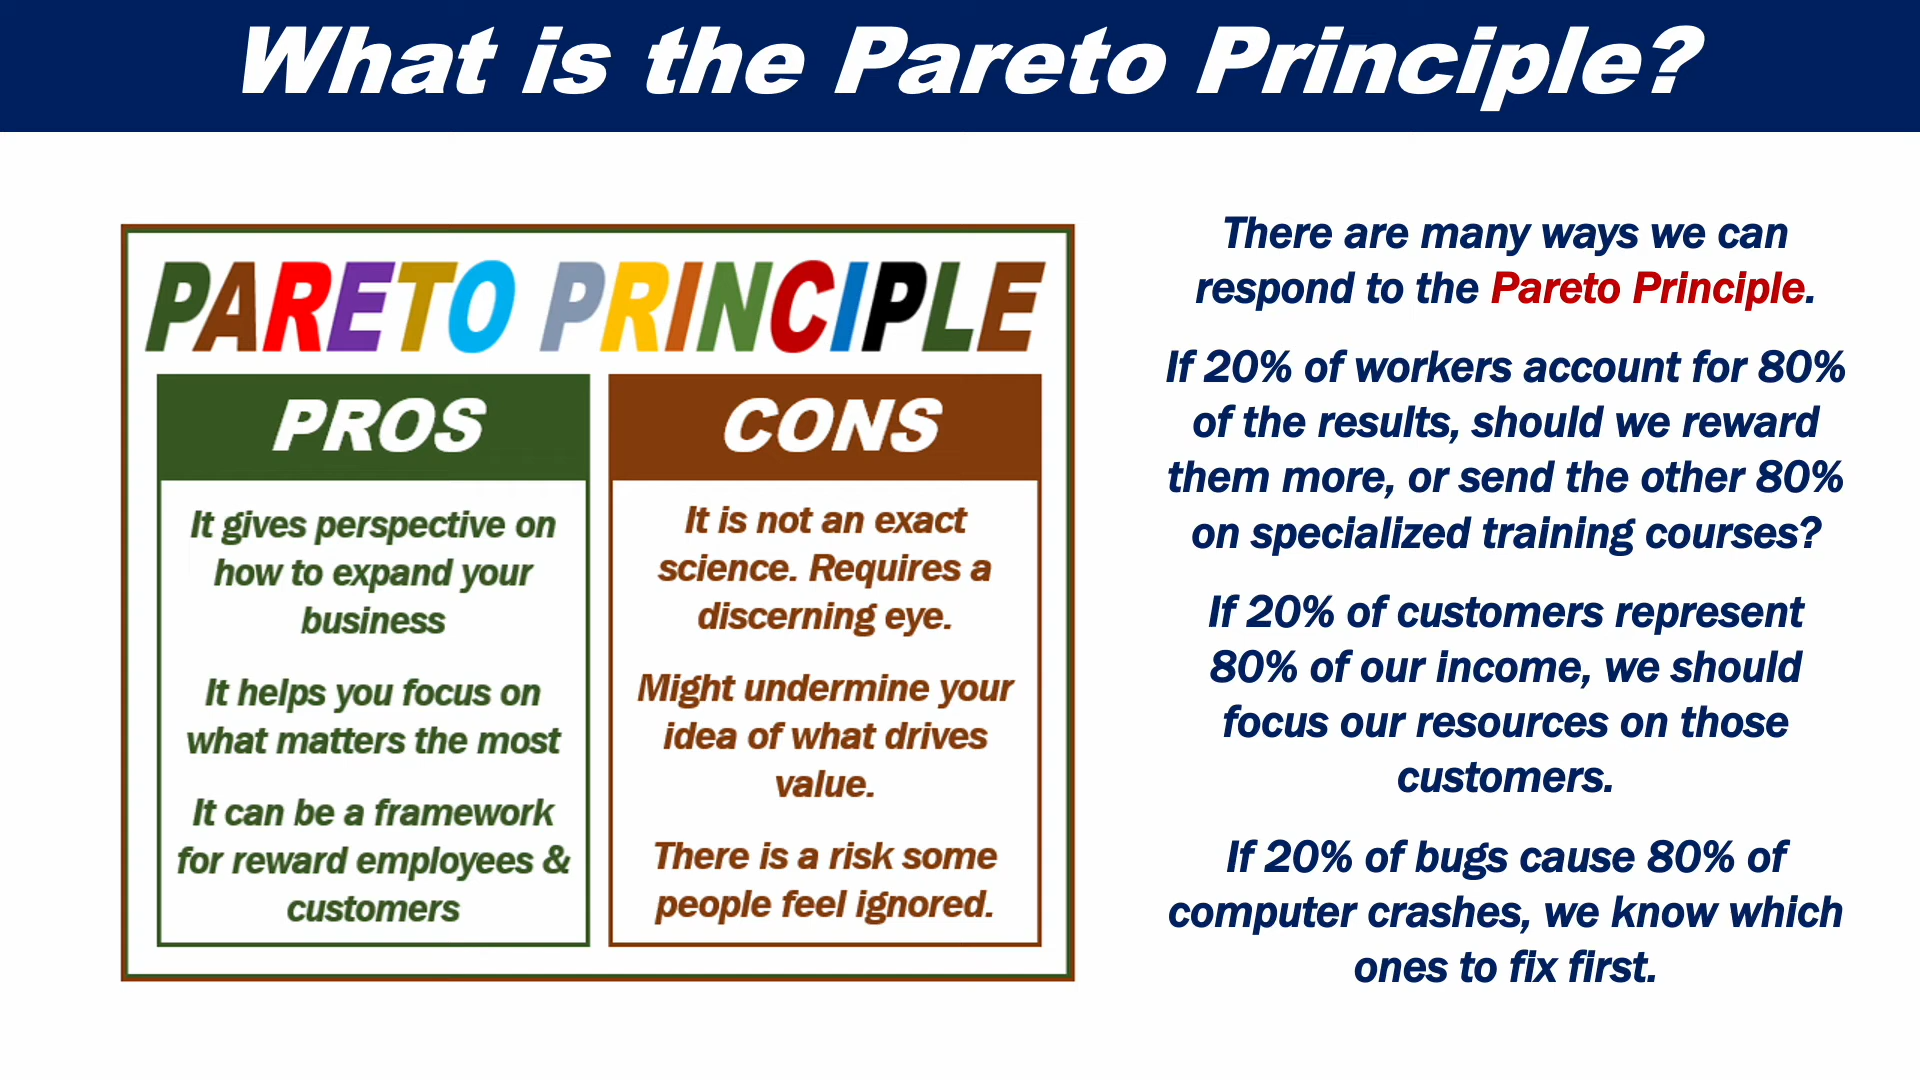 What is the Pareto Principle?
PARETO PRINCIPLE
PROS
It gives perspective on
how to expand your
business
It helps you focus on
what matters the most
It can be a framework
for reward employees &
customers
CONS
It is not an exact
science. Requires a
discerning eye.
Might undermine your
idea of what drives
value.
There is a risk some
people feel ignored.
There are many ways we can
respond to the Pareto Principle.
If 20% of workers account for 80%
of the results, should we reward
them more, or send the other 80%
on specialized training courses?
If 20% of customers represent
80% of our income, we should
focus our resources on those
customers.
If 20% of bugs cause 80% of
computer crashes, we know which
ones to fix first.